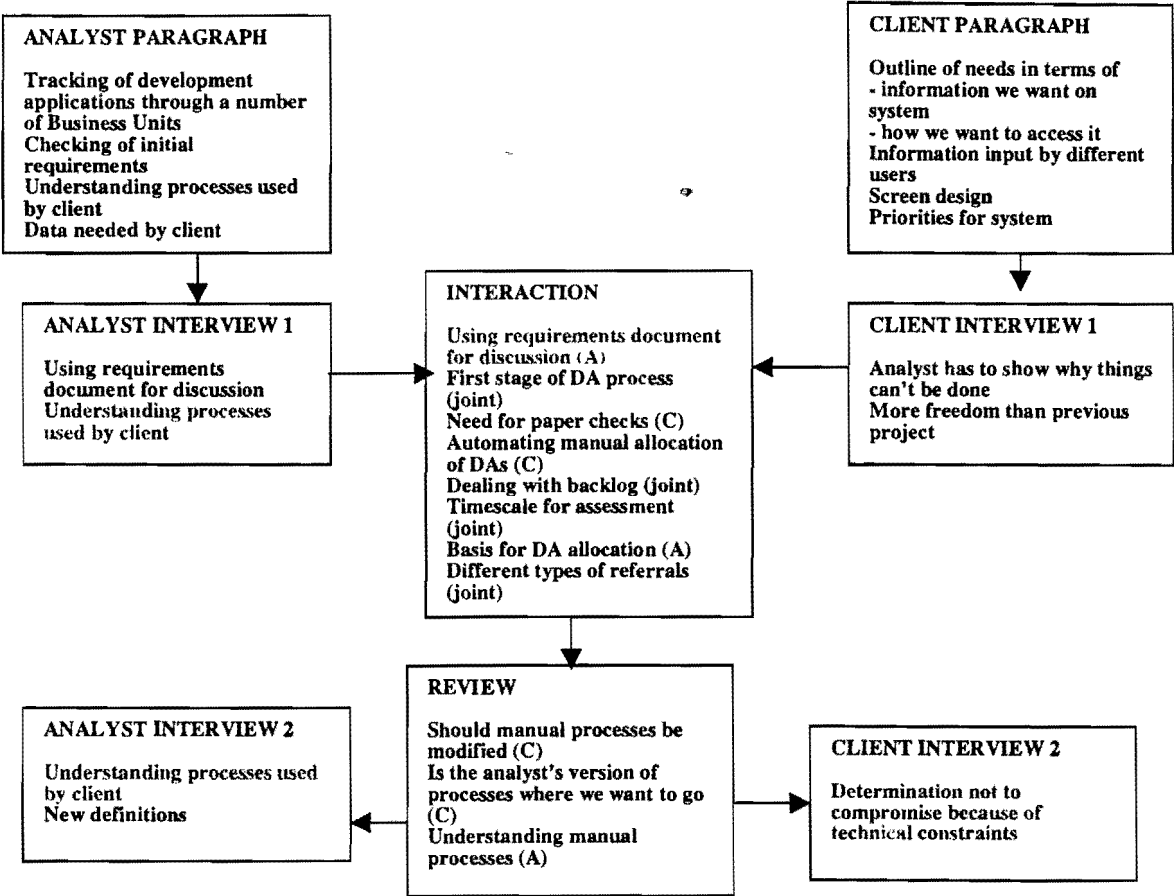 ANALYST PARAGRAPH
Tracking of development
applications through a number
of Business Units
Checking of initial
requirements
Understanding processes used
by client
Data needed by client
CLIENT PARAGRAPH
Outline of needs in terms of
- information we want on
system
- how we want to access it
Information input by different
users
Screen design
Priorities for system
ANALYST INTERVIEW 1
Using requirements
document for discussion
Understanding processes
used by client
INTERACTION
Using requirements document
for discussion (A)
First stage of DA process
(joint)
Need for paper checks (C)
Automating manual allocation
of DAs (C)
Dealing with backlog (joint)
Timescale for assessment
(joint)
Basis for DA allocation (A)
Different types of referrals
(joint)
CLIENT INTERVIEW 1
Analyst has to show why things
can't be done
More freedom than previous
project
REVIEW
Should manual processes be
modified (C)
Is the analyst's version of
processes where we want to go
(C)
Understanding manual
processes (A)
ANALYST INTERVIEW 2
Understanding processes used
by client
New definitions
CLIENT INTERVIEW 2
Determination not to
compromise because of
technical constraints